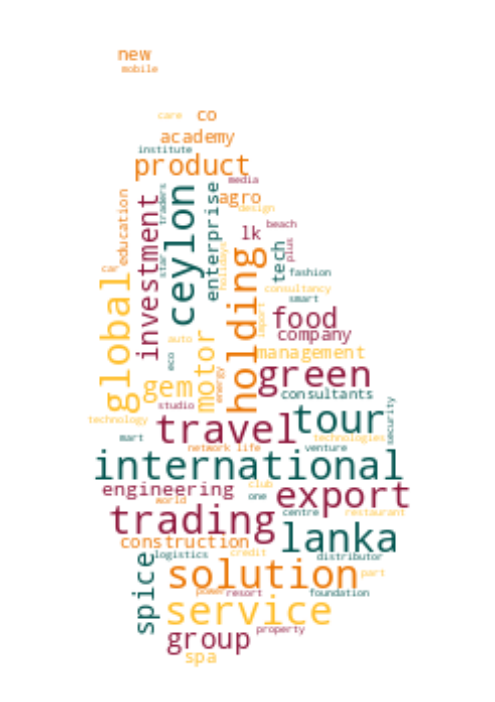 new
mobile
care
co
academy
institute
product
media
education
investment
traders
ceylon
enterprise
agro
design
lk
beach
plus
tech
holidays
star
car
global
holding
fashion
consultancy
smart
import
food
company
auto
motor
eco
management
gem
energy
green
consultants
studio
travel
tour
security
technology
mart
technologies
network
life
venture
international
engineering
club
one
export
world
trading
centre
restaurant
construction
lanka
logistics
credit
distributor
spice
solution
part
power
resort
foundation
service
group
property
spa